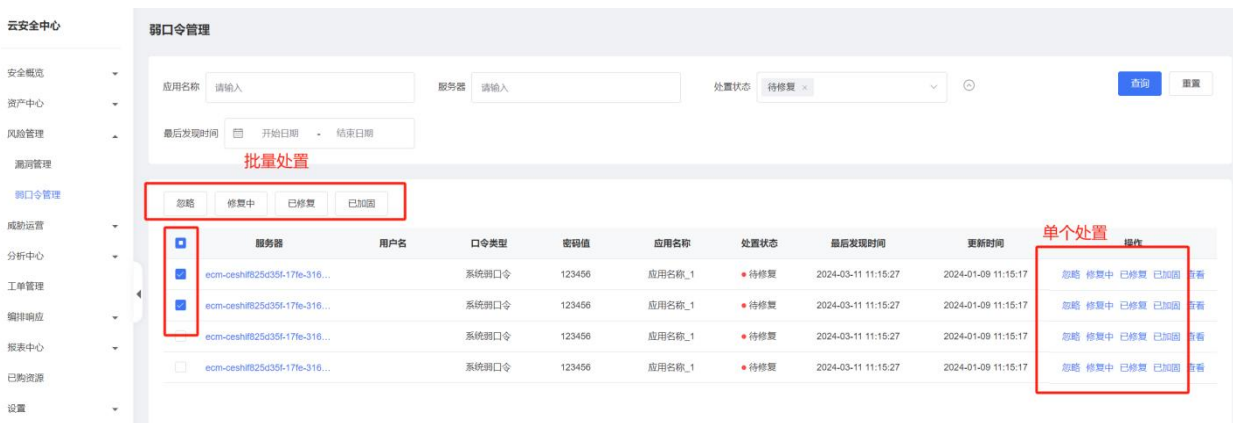 云安全中心
安全概览
资产中心
风险管理
漏洞管理
弱口令管理
威胁运营
分析中心
工单管理
编排响应
报表中心
已购资源
设置
弱口令管理
应用名称 请输入 服务器 请输入 处置状态 待修复 × 查询 重置
最后发现时间 开始日期 - 结束日期
批量处置
忽略 修复中 已修复 已加固
单个处置
服务器 用户名 口令类型 密码值 应用名称 处置状态 最后发现时间 更新时间 操作
ecm-ceshif825d35f-17fe-316... 系统弱口令 123456 应用名称_1 待修复 2024-03-11 11:15:27 2024-01-09 11:15:17 忽略 修复中 已修复 已加固 查看
ecm-ceshif825d35f-17fe-316... 系统弱口令 123456 应用名称_1 待修复 2024-03-11 11:15:27 2024-01-09 11:15:17 忽略 修复中 已修复 已加固 查看
ecm-ceshif825d35f-17fe-316... 系统弱口令 123456 应用名称_1 待修复 2024-03-11 11:15:27 2024-01-09 11:15:17 忽略 修复中 已修复 已加固 查看
ecm-ceshif825d35f-17fe-316... 系统弱口令 123456 应用名称_1 待修复 2024-03-11 11:15:27 2024-01-09 11:15:17 忽略 修复中 已修复 已加固 查看